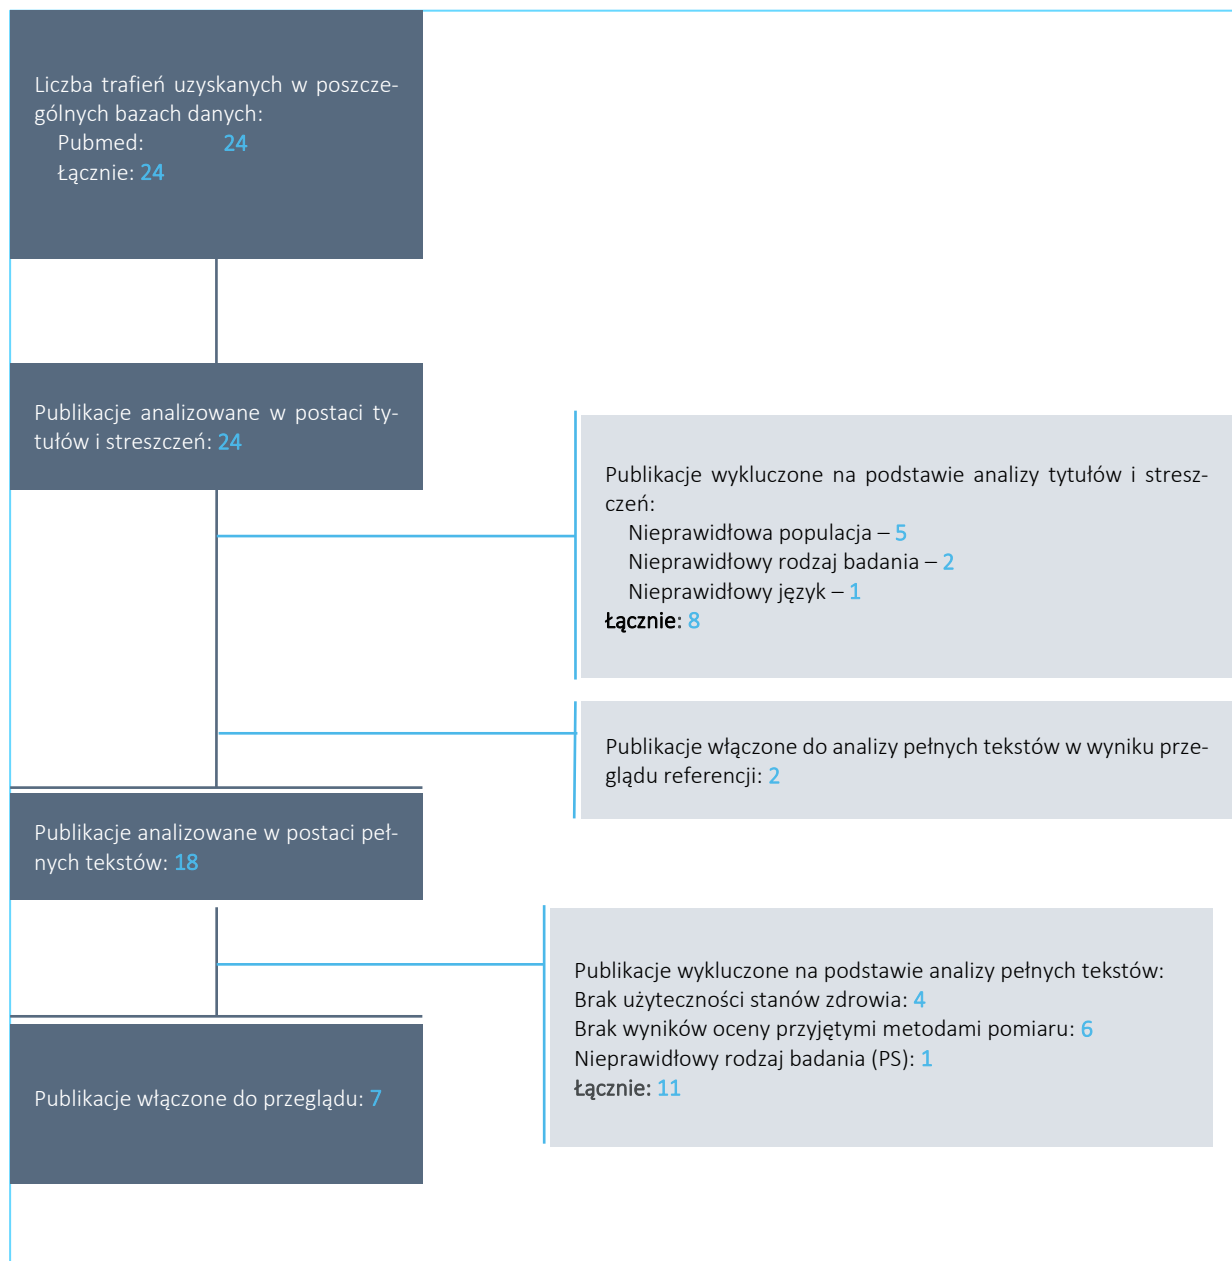 Liczba trafień uzyskanych w poszcze-
gólnych bazach danych:
Pubmed: 24
Łącznie: 24
Publikacje analizowane w postaci ty-
tułów i streszczeń: 24
Publikacje wykluczone na podstawie analizy tytułów i stresz-
czeń:
Nieprawidłowa populacja – 5
Nieprawidłowy rodzaj badania – 2
Nieprawidłowy język – 1
Łącznie: 8
Publikacje włączone do analizy pełnych tekstów w wyniku prze-
glądu referencji: 2
Publikacje analizowane w postaci peł-
nych tekstów: 18
Publikacje wykluczone na podstawie analizy pełnych tekstów:
Brak użyteczności stanów zdrowia: 4
Brak wyników oceny przyjętymi metodami pomiaru: 6
Nieprawidłowy rodzaj badania (PS): 1
Łącznie: 11
Publikacje włączone do przeglądu: 7